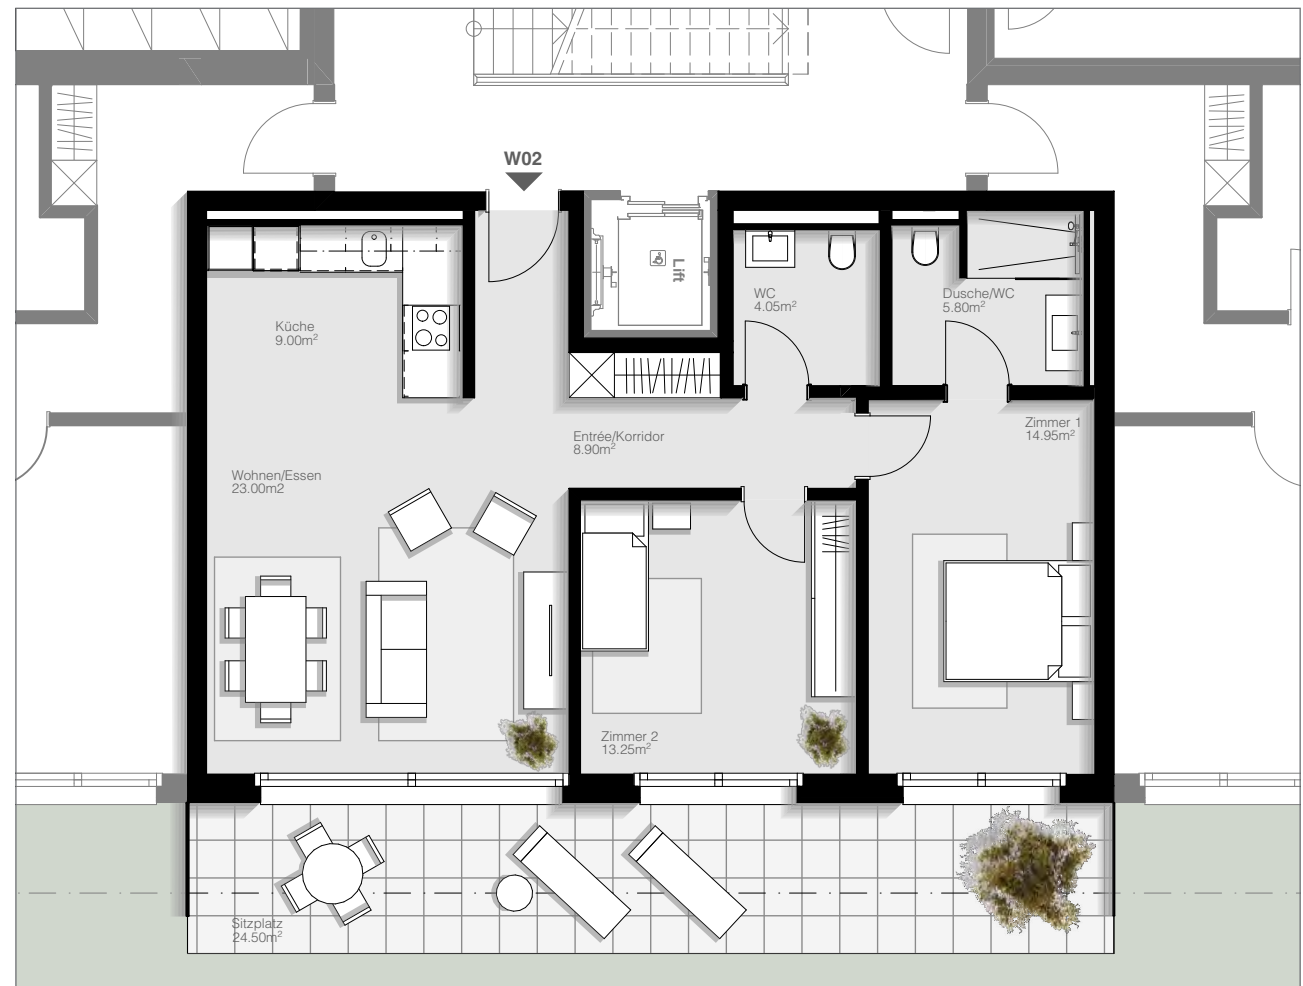 W02
Lift
WC
4.05m²
Dusche/WC
5.80m²
Küche
9.00m²
Zimmer 1
14.95m²
Entrée/Korridor
8.90m²
Wohnen/Essen
23.00m2
Zimmer 2
13.25m²
Sitzplatz
24.50m²